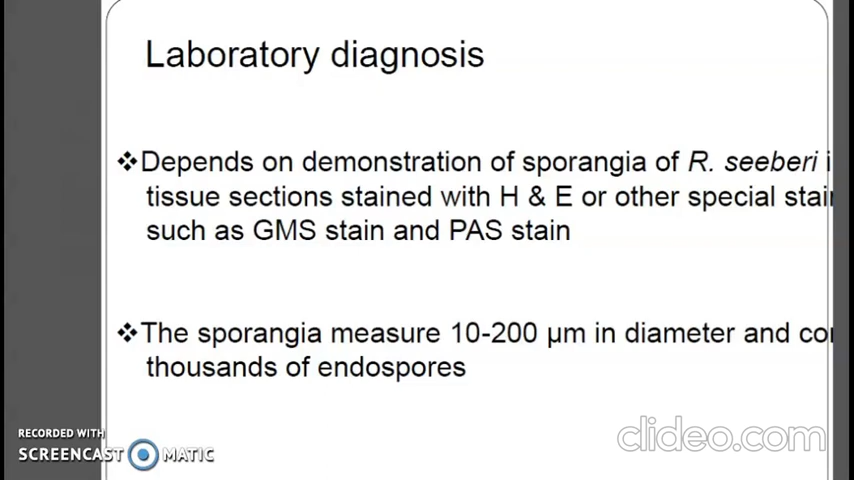 Laboratory diagnosis
❖Depends on demonstration of sporangia of R. seeberi
tissue sections stained with H & E or other special
such as GMS stain and PAS stain
❖The sporangia measure 10-200 µm in diameter and
thousands of endospores
RECORDED WITH
SCREENCAST MATIC
clideo.com